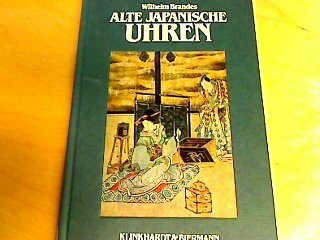 Wilhelm Brandes
ALTE JAPANISCHE
UHREN
KLINKHARDT & BIERMANN